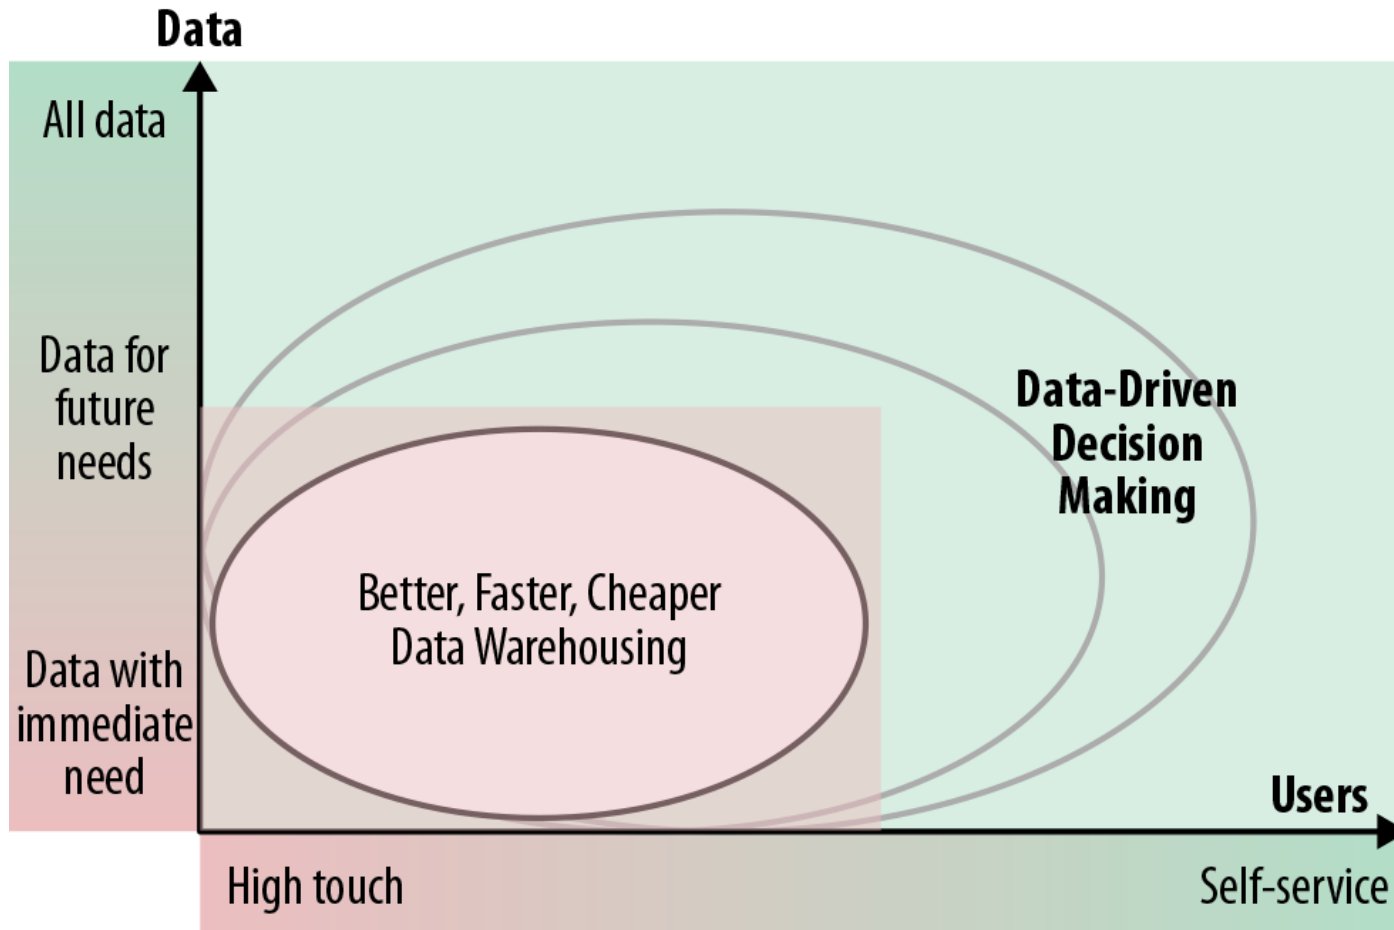 Data
All data
Data for
future
needs
Data-Driven
Decision
Making
Better, Faster, Cheaper
Data Warehousing
Data with
immediate
need
Users
High touch
Self-service